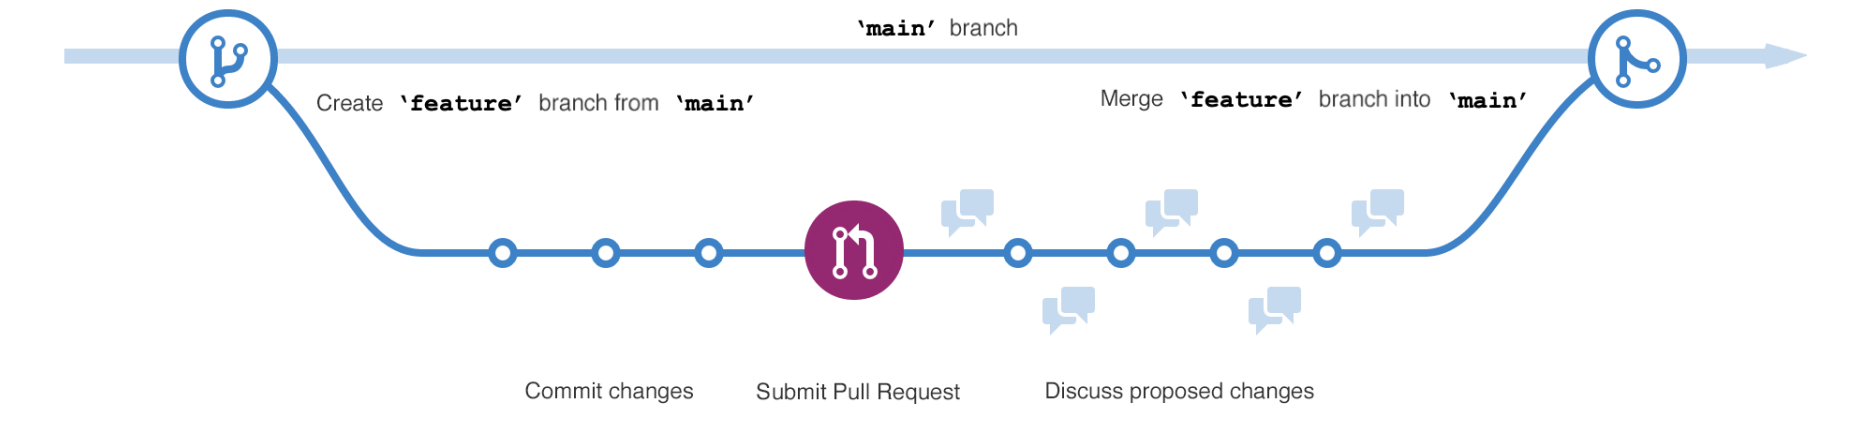 ‘main’ branch
Create ‘feature’ branch from ‘main’
Merge ‘feature’ branch into ‘main’
Commit changes
Submit Pull Request
Discuss proposed changes